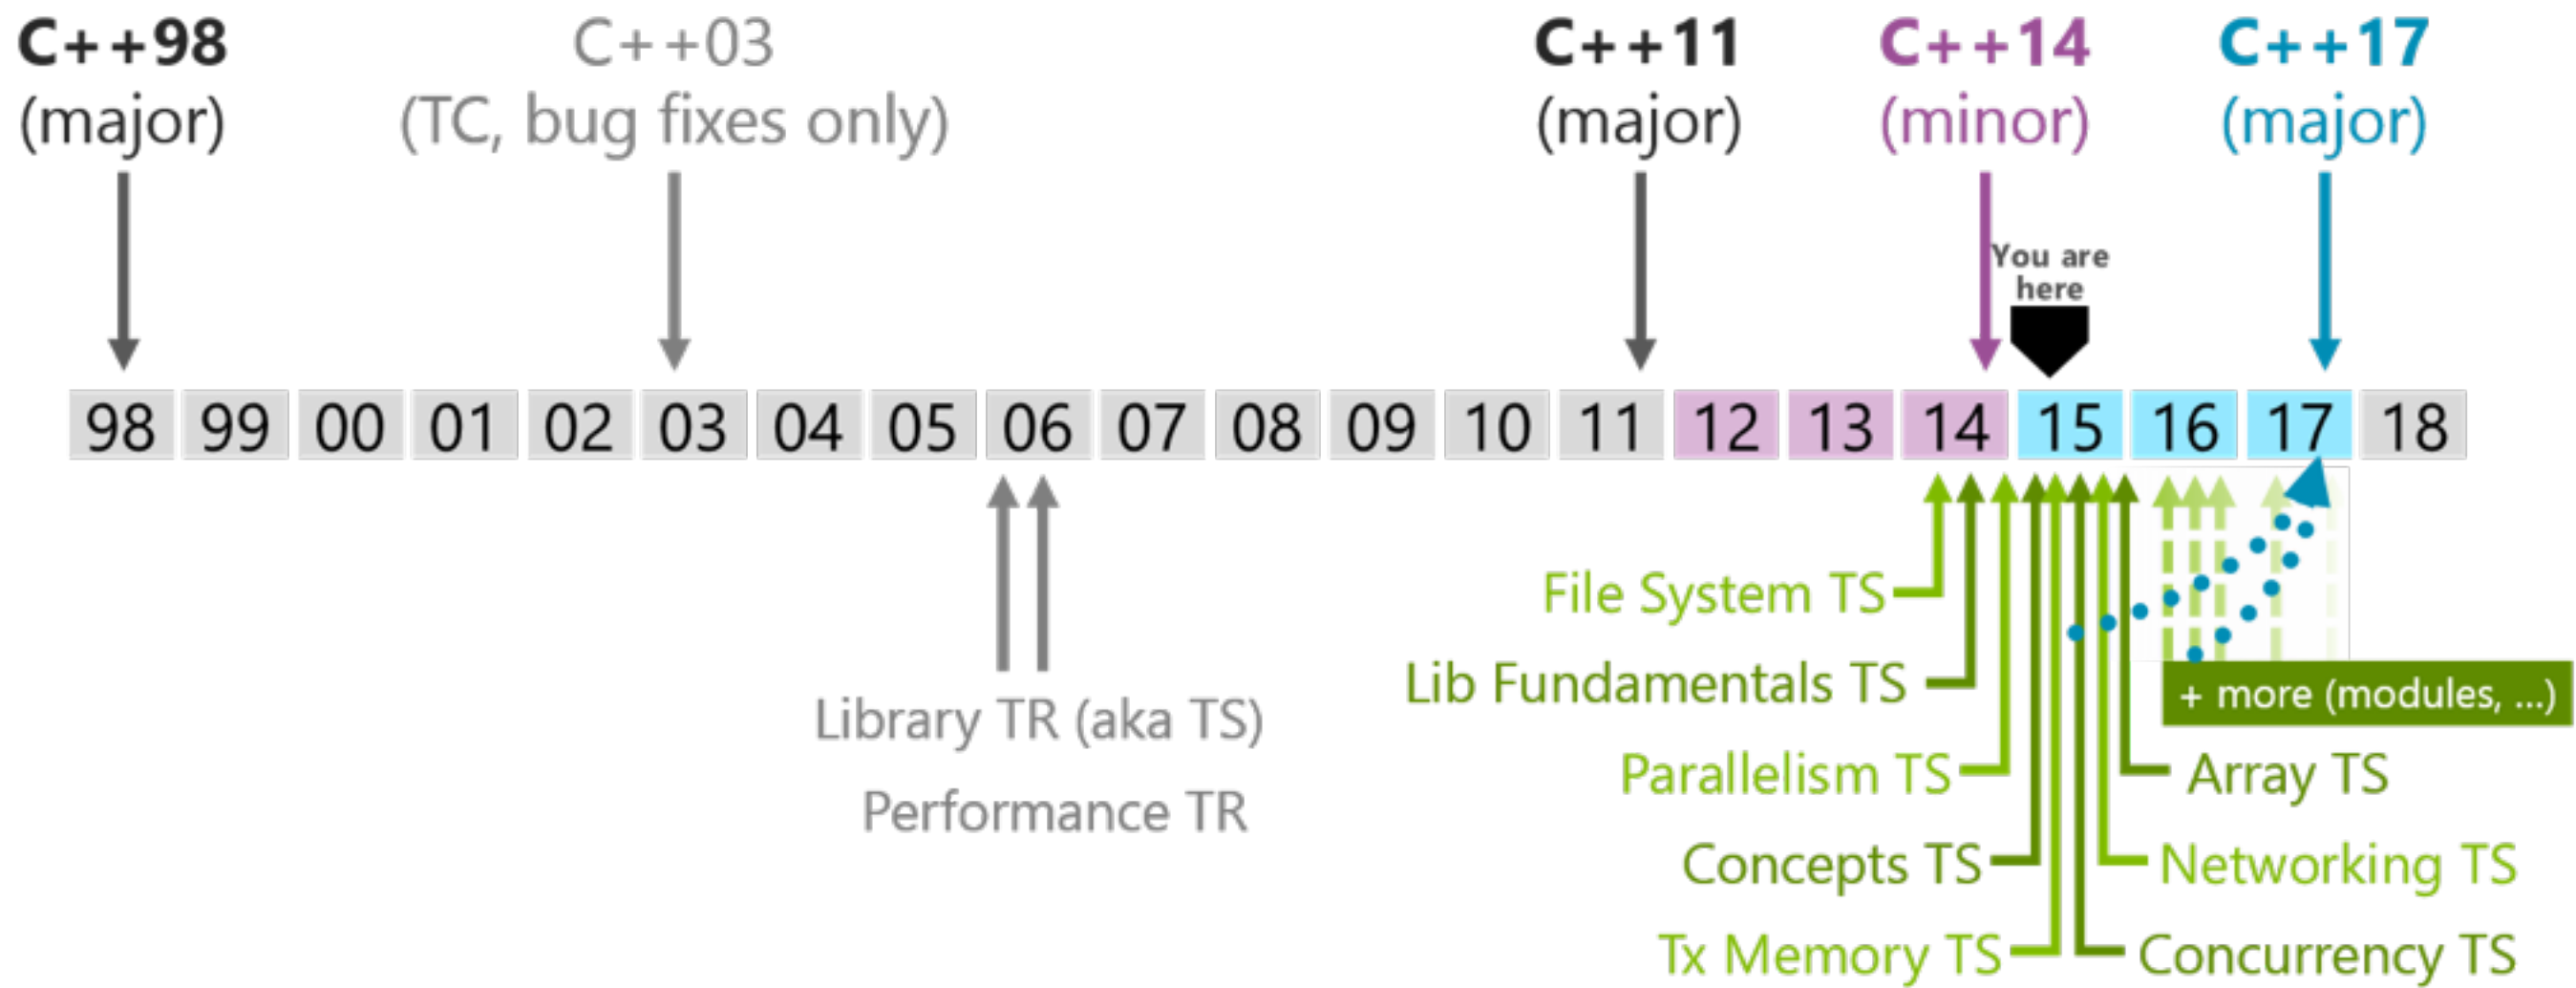 C++98
(major)
C++03
(TC, bug fixes only)
C++11
(major)
C++14
(minor)
C++17
(major)
You are
here
98 99 00 01 02 03 04 05 06 07 08 09 10 11 12 13 14 15 16 17 18
File System TS
Lib Fundamentals TS
+ more (modules, ...)
Library TR (aka TS)
Performance TR
Parallelism TS
Array TS
Concepts TS
Networking TS
Tx Memory TS
Concurrency TS